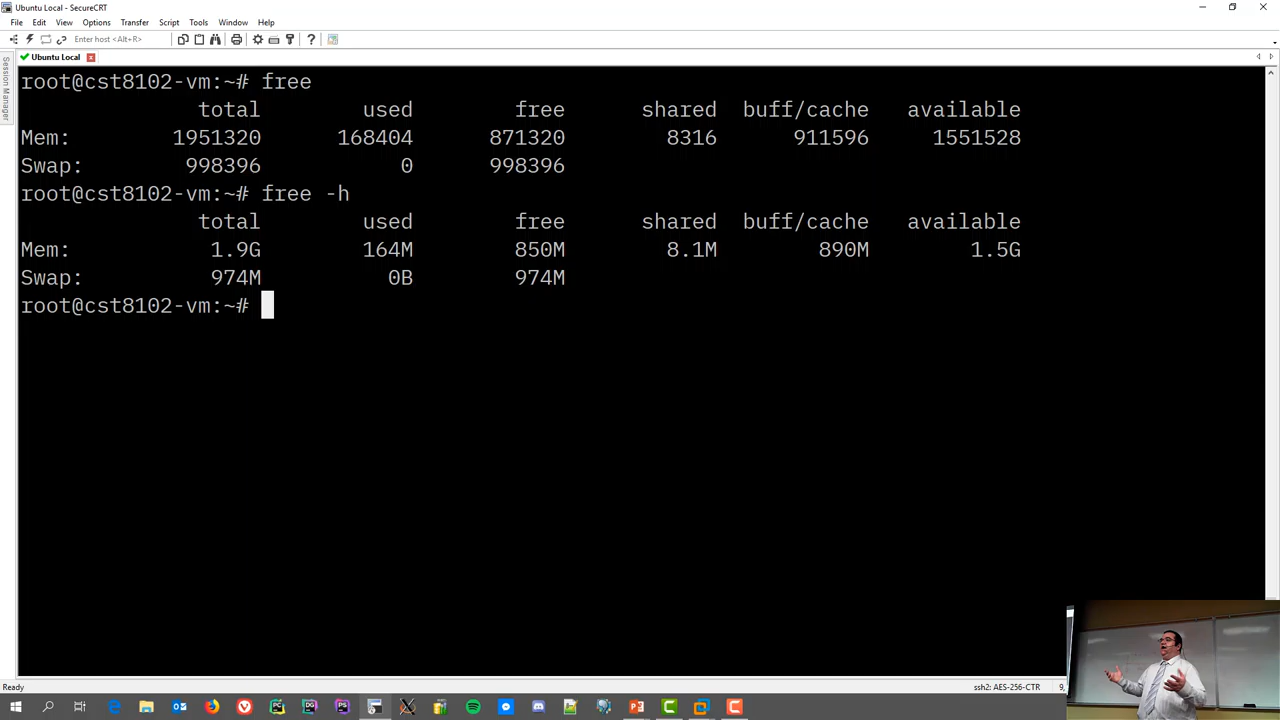 Ubuntu Local - SecureCRT
File Edit View Options Transfer Script Tools Window Help
Enter host <Alt+R>
Session Manager
Ubuntu Local
root@cst8102-vm:~# free
total used free shared buff/cache available
Mem: 1951320 168404 871320 8316 911596 1551528
Swap: 998396 0 998396
root@cst8102-vm:~# free -h
total used free shared buff/cache available
Mem: 1.9G 164M 850M 8.1M 890M 1.5G
Swap: 974M 0B 974M
root@cst8102-vm:~#
Ready ssh2: AES-256-CTR 9,